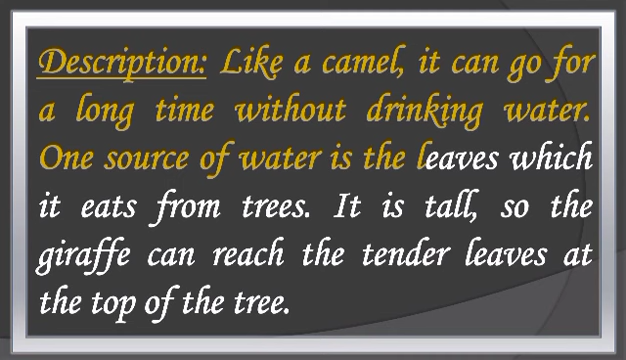 Description: Like a camel, it can go for
a long time without drinking water.
One source of water is the leaves which
it eats from trees. It is tall, so the
giraffe can reach the tender leaves at
the top of the tree.